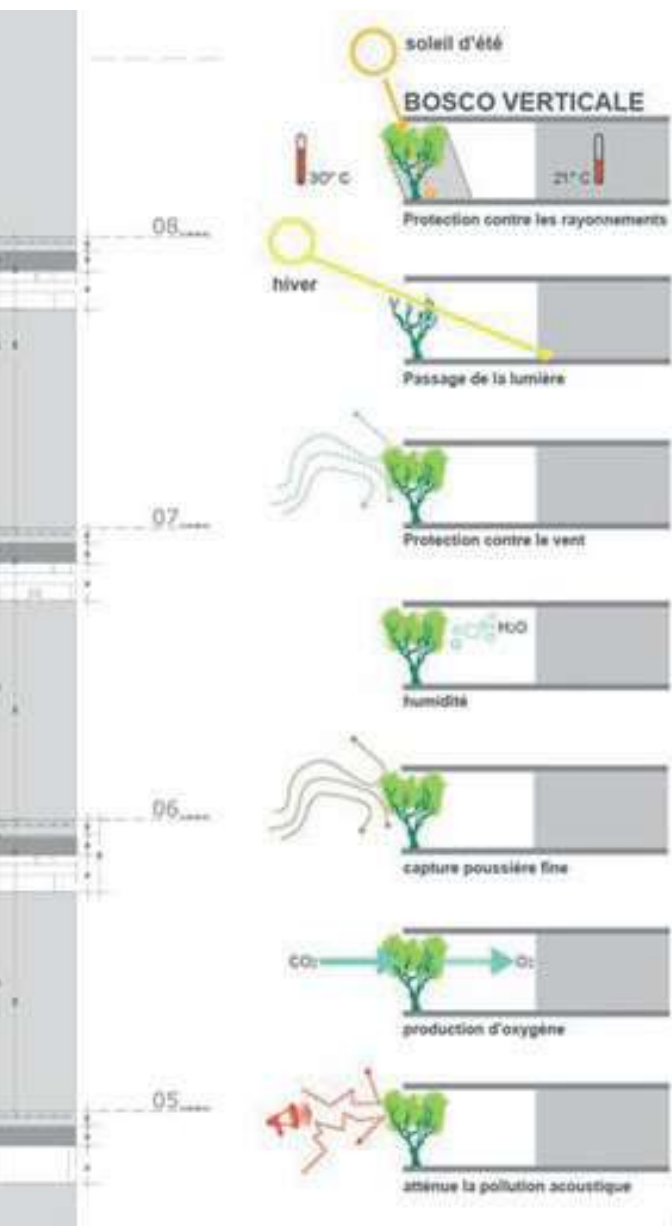 soleil d'été
BOSCO VERTICALE
30° C
21° C
Protection contre les rayonnements
08
hiver
Passage de la lumière
07
Protection contre le vent
H₂O
humidité
06
capture poussière fine
CO₂
O₂
production d'oxygène
05
atténue la pollution acoustique